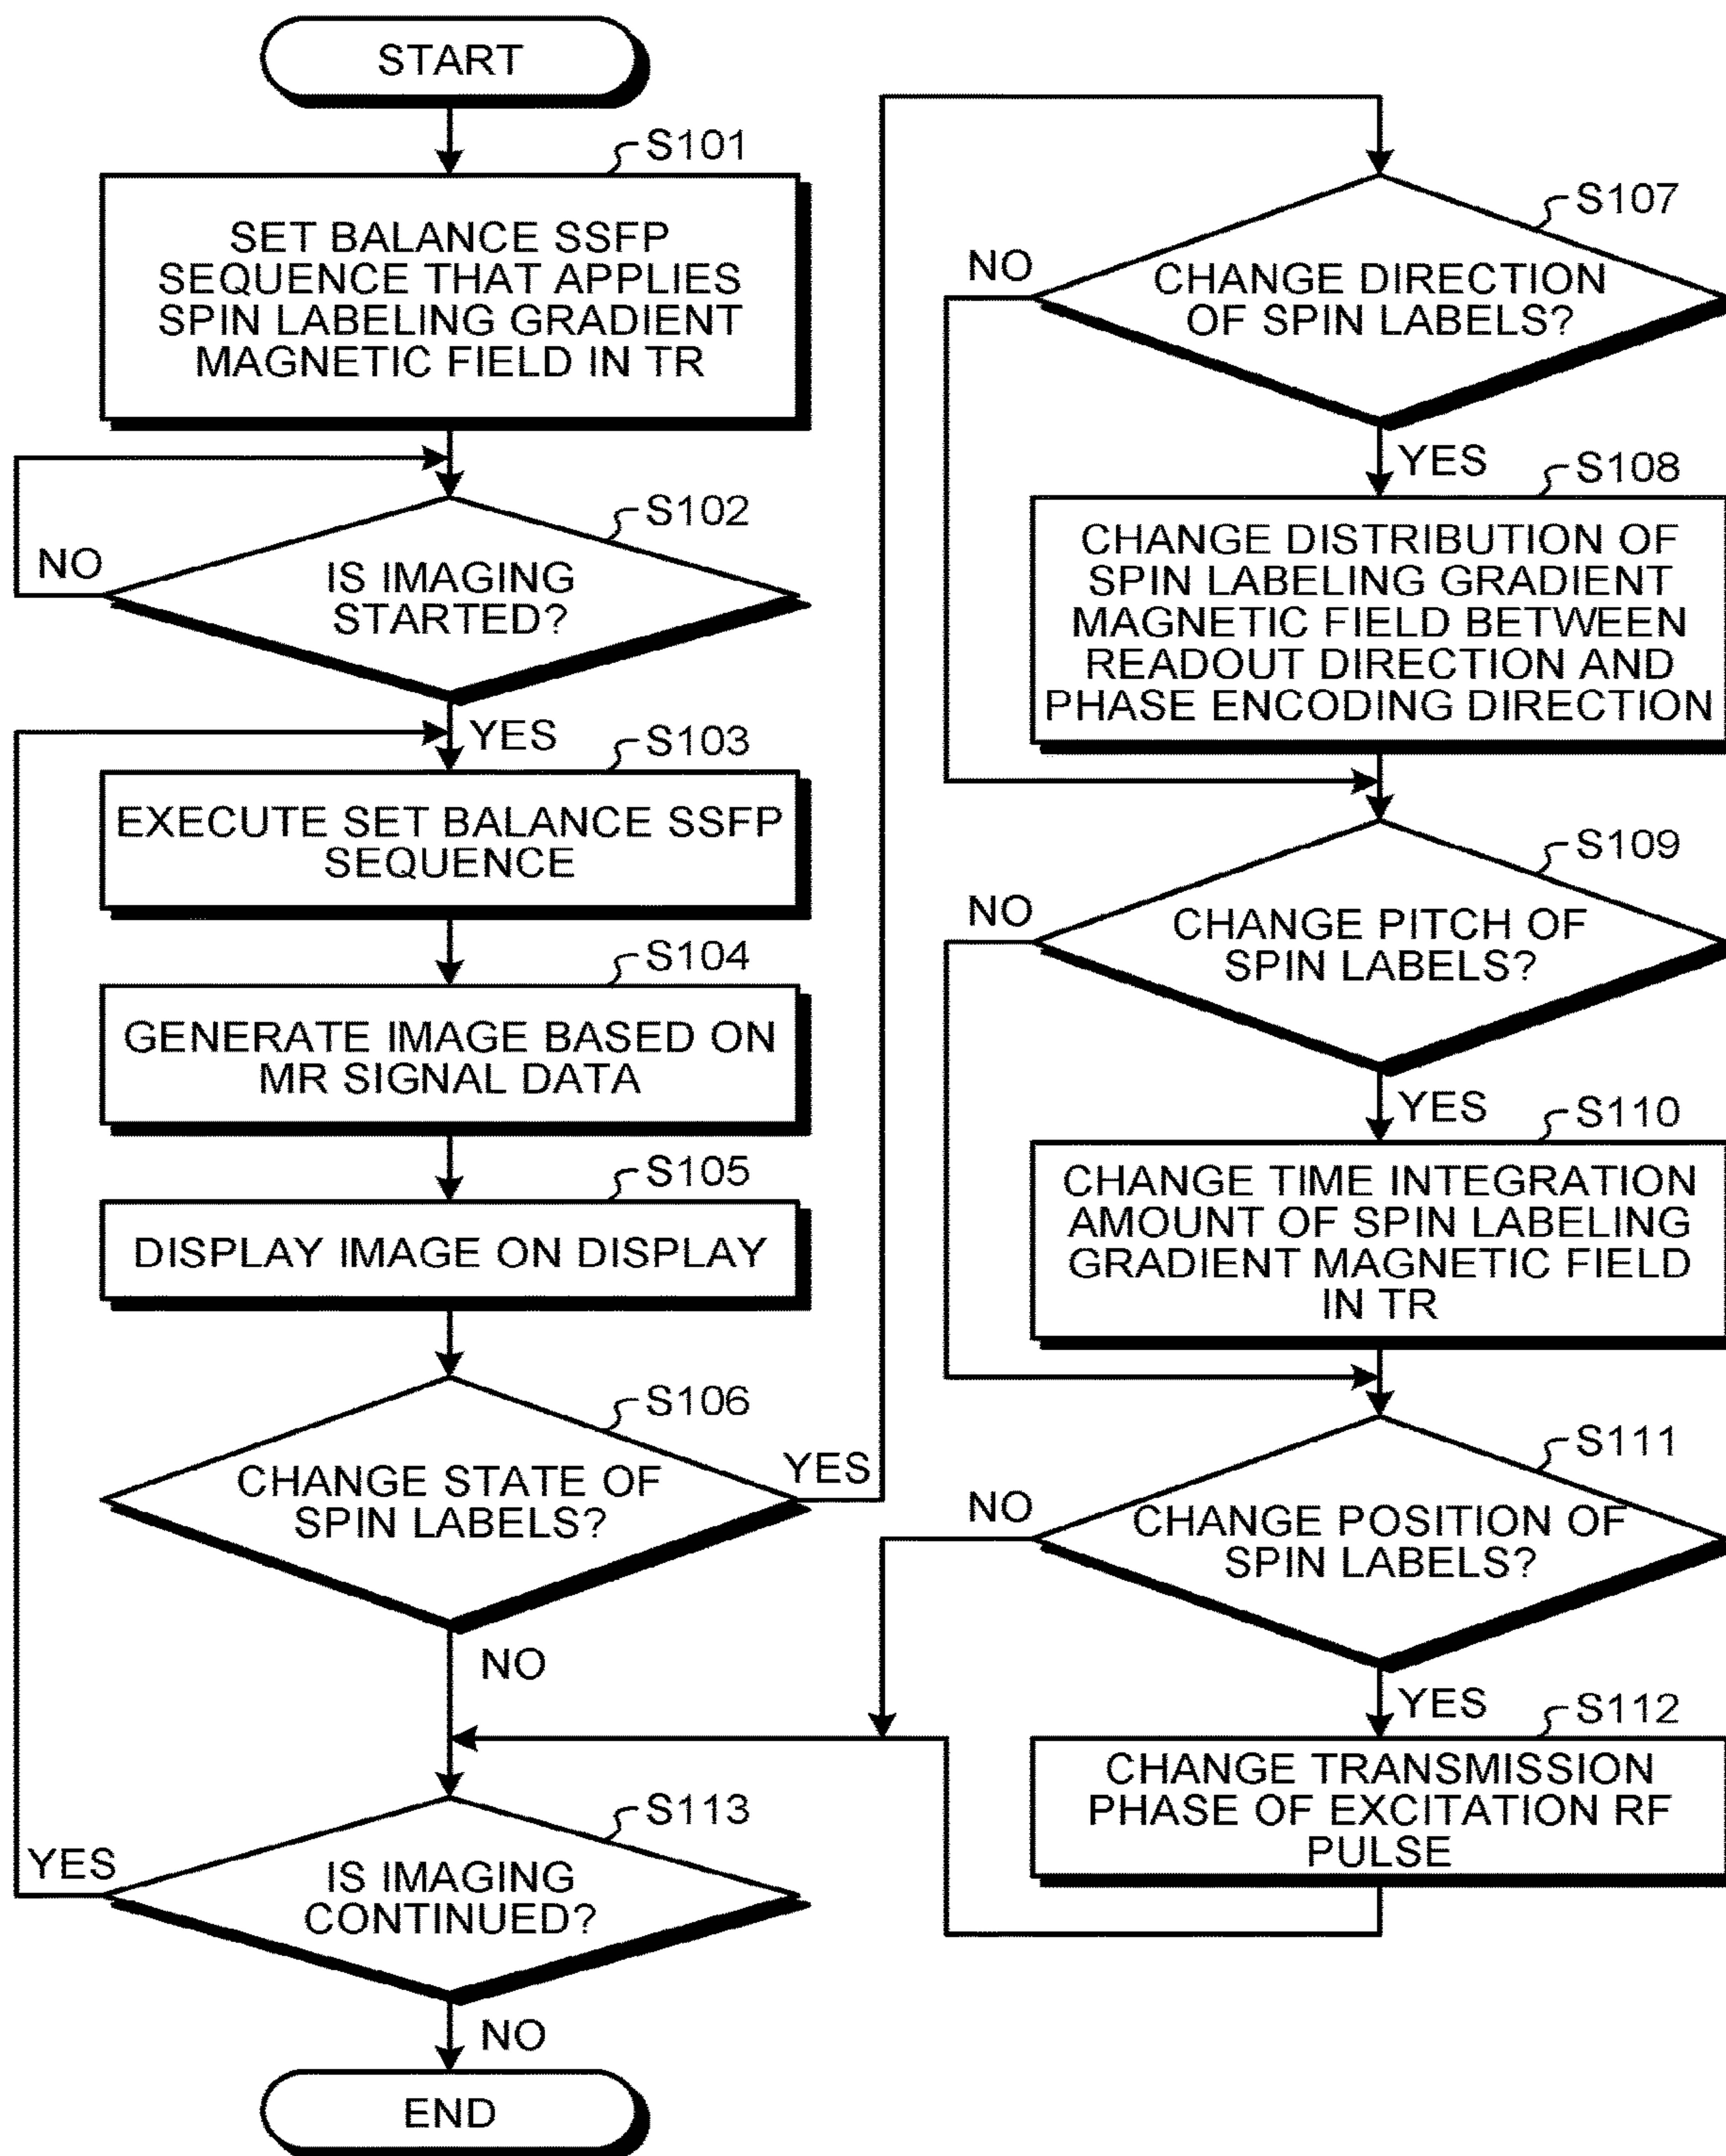 START
S101
SET BALANCE SSFP
SEQUENCE THAT APPLIES
SPIN LABELING GRADIENT
MAGNETIC FIELD IN TR
S102
NO
IS IMAGING
STARTED?
YES
S103
EXECUTE SET BALANCE SSFP
SEQUENCE
S104
GENERATE IMAGE BASED ON
MR SIGNAL DATA
S105
DISPLAY IMAGE ON DISPLAY
S106
CHANGE STATE OF
SPIN LABELS?
YES
NO
S113
YES
IS IMAGING
CONTINUED?
NO
END
S107
NO
CHANGE DIRECTION
OF SPIN LABELS?
YES
S108
CHANGE DISTRIBUTION OF
SPIN LABELING GRADIENT
MAGNETIC FIELD BETWEEN
READOUT DIRECTION AND
PHASE ENCODING DIRECTION
S109
NO
CHANGE PITCH OF
SPIN LABELS?
YES
S110
CHANGE TIME INTEGRATION
AMOUNT OF SPIN LABELING
GRADIENT MAGNETIC FIELD
IN TR
S111
NO
CHANGE POSITION OF
SPIN LABELS?
YES
S112
CHANGE TRANSMISSION
PHASE OF EXCITATION RF
PULSE